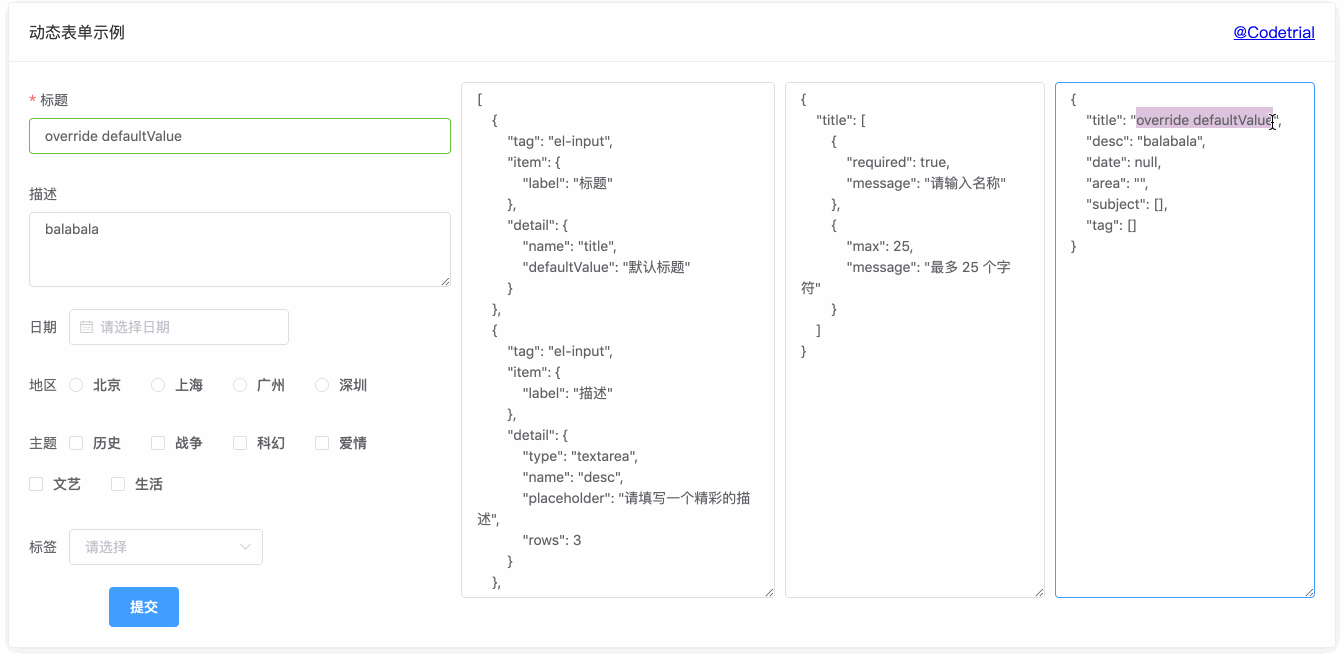 动态表单示例
@Codetrial
* 标题
override defaultValue
描述
balabala
日期 请选择日期
地区 北京 上海 广州 深圳
主题 历史 战争 科幻 爱情
文艺 生活
标签 请选择
提交
[
{
"tag": "el-input",
"item": {
"label": "标题"
},
"detail": {
"name": "title",
"defaultValue": "默认标题"
}
},
{
"tag": "el-input",
"item": {
"label": "描述"
},
"detail": {
"type": "textarea",
"name": "desc",
"placeholder": "请填写一个精彩的描
述",
"rows": 3
}
},
{
"title": [
{
"required": true,
"message": "请输入名称"
},
{
"max": 25,
"message": "最多 25 个字
符"
}
]
}
{
"title": "override defaultValue",
"desc": "balabala",
"date": null,
"area": "",
"subject": [],
"tag": []
}